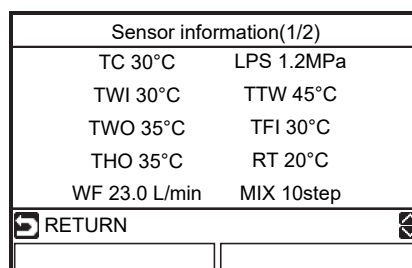 Sensor information(1/2)
TC 30°C LPS 1.2MPa
TWI 30°C TTW 45°C
TWO 35°C TFI 30°C
THO 35°C RT 20°C
WF 23.0 L/min MIX 10step
RETURN